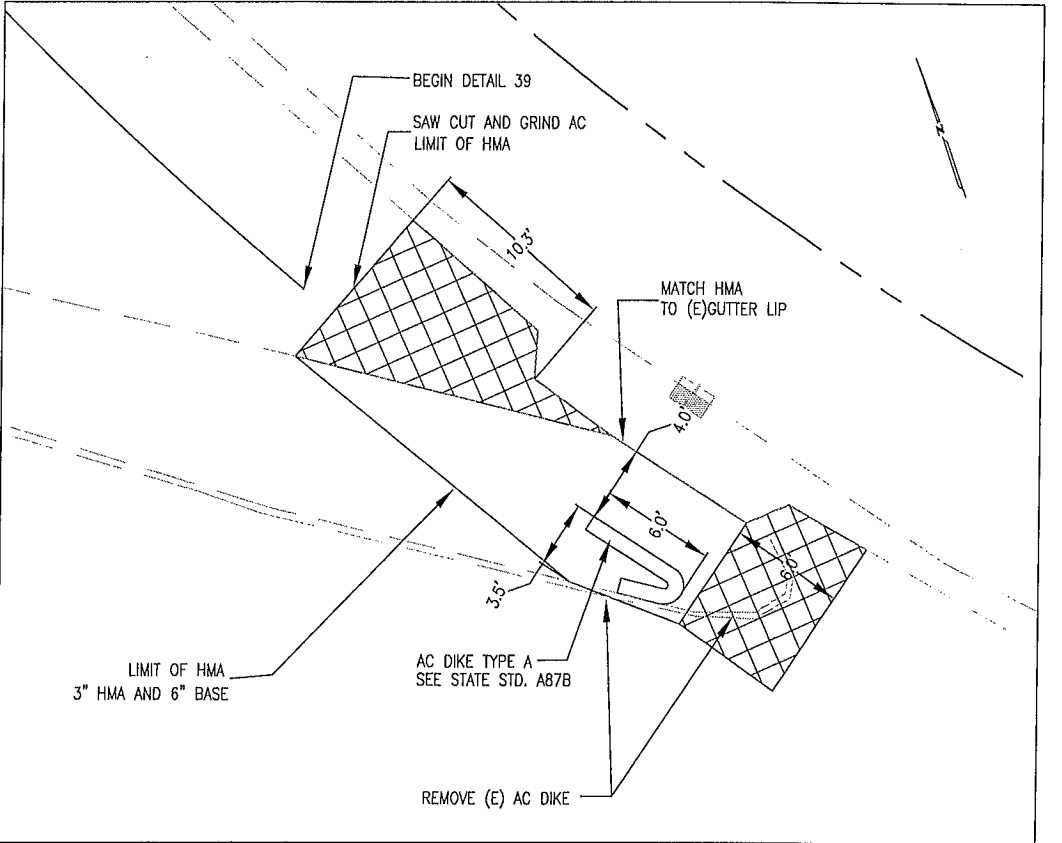 BEGIN DETAIL 39
SAW CUT AND GRIND AC
LIMIT OF HMA
N
10.3'
MATCH HMA
TO (E)GUTTER LIP
4.0'
6.0'
6.0'
3.5'
LIMIT OF HMA
3" HMA AND 6" BASE
AC DIKE TYPE A
SEE STATE STD. A87B
REMOVE (E) AC DIKE